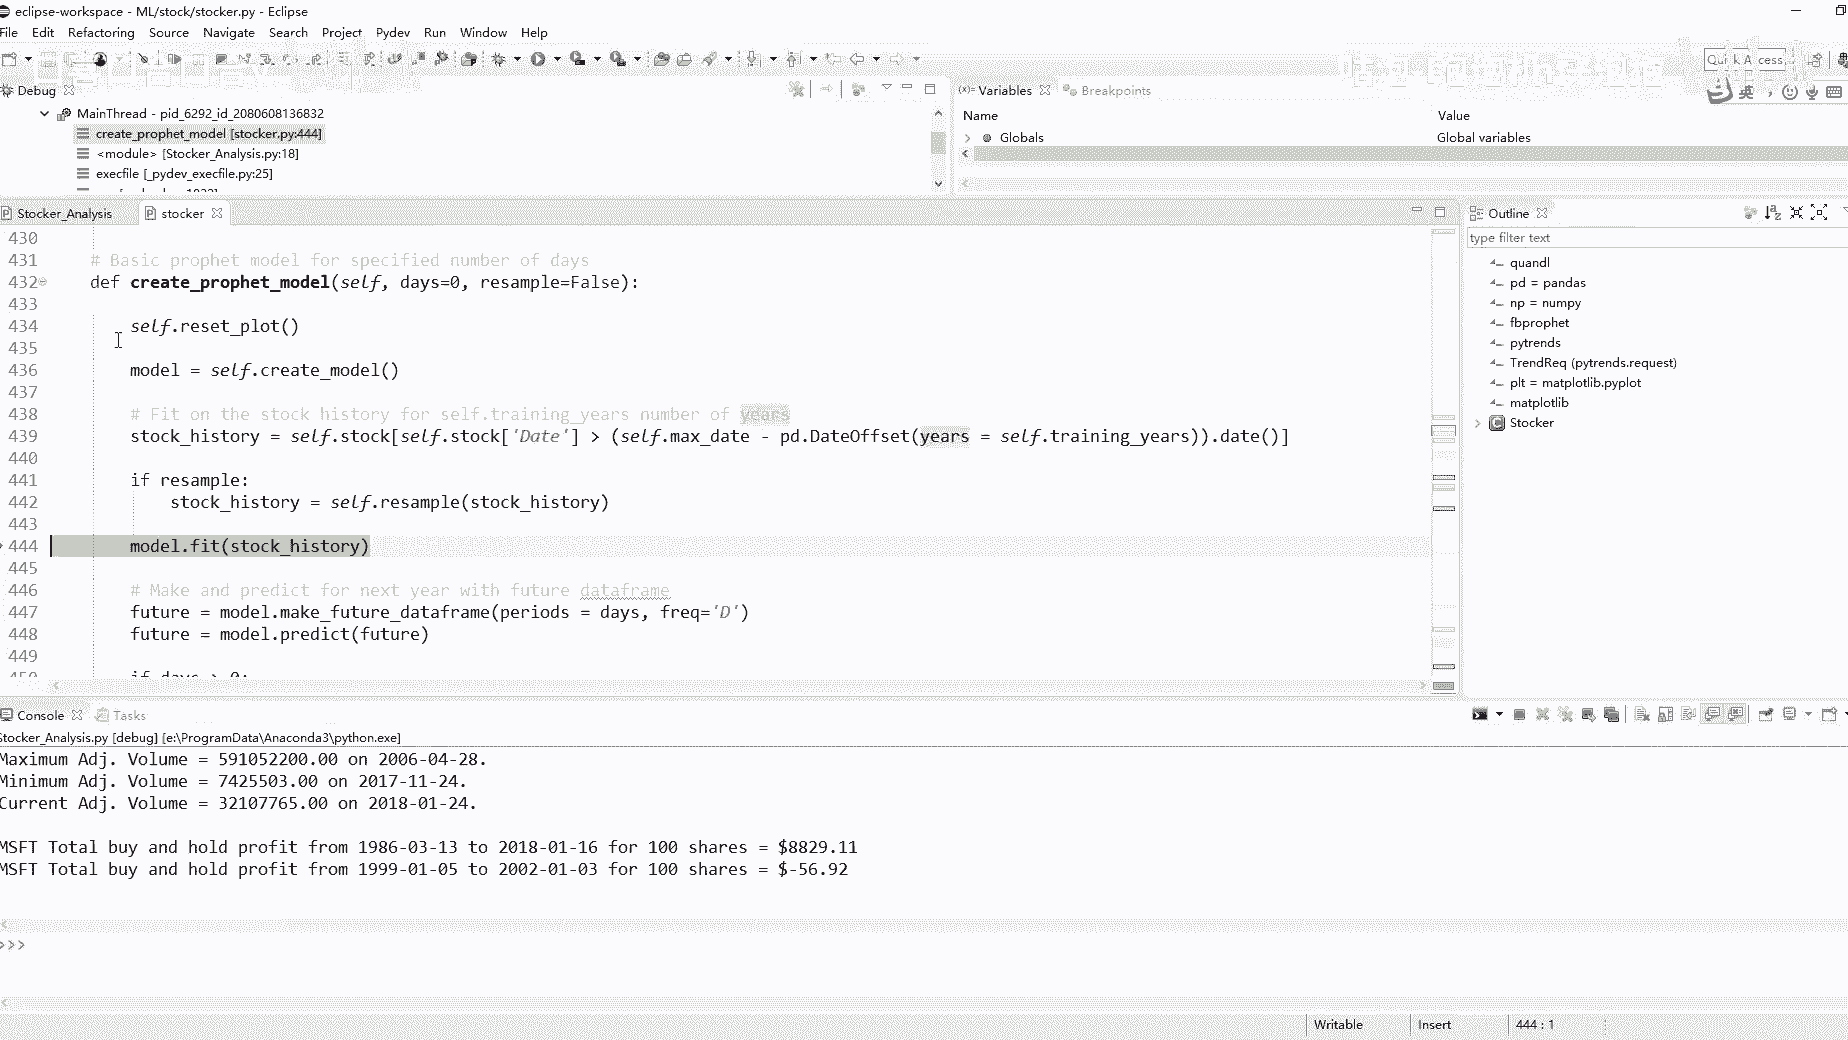 eclipse-workspace - ML/stock/stocker.py - Eclipse
File Edit Refactoring Source Navigate Search Project Pydev Run Window Help
Quick Access
Debug
MainThread - pid_6292_id_2080608136832
create_prophet_model [stocker.py:444]
<module> [Stocker_Analysis.py:18]
execfile [_pydev_execfile.py:25]
(x)= Variables Breakpoints
Name Value
Globals Global variables
Stocker_Analysis stocker
430
431 # Basic prophet model for specified number of days
432 def create_prophet_model(self, days=0, resample=False):
433
434 self.reset_plot()
435
436 model = self.create_model()
437
438 # Fit on the stock history for self.training_years number of years
439 stock_history = self.stock[self.stock['Date'] > (self.max_date - pd.DateOffset(years = self.training_years)).date()]
440
441 if resample:
442 stock_history = self.resample(stock_history)
443
444 model.fit(stock_history)
445
446 # Make and predict for next year with future dataframe
447 future = model.make_future_dataframe(periods = days, freq='D')
448 future = model.predict(future)
449
450 if days > 0:
Outline
type filter text
quandl
pd = pandas
np = numpy
fbprophet
pytrends
TrendReq (pytrends.request)
plt = matplotlib.pyplot
matplotlib
Stocker
Console Tasks
Stocker_Analysis.py [debug] [e:\ProgramData\Anaconda3\python.exe]
Maximum Adj. Volume = 591052200.00 on 2006-04-28.
Minimum Adj. Volume = 7425503.00 on 2017-11-24.
Current Adj. Volume = 32107765.00 on 2018-01-24.
MSFT Total buy and hold profit from 1986-03-13 to 2018-01-16 for 100 shares = $8829.11
MSFT Total buy and hold profit from 1999-01-05 to 2002-01-03 for 100 shares = $-56.92
>>>
Writable Insert 444 : 1